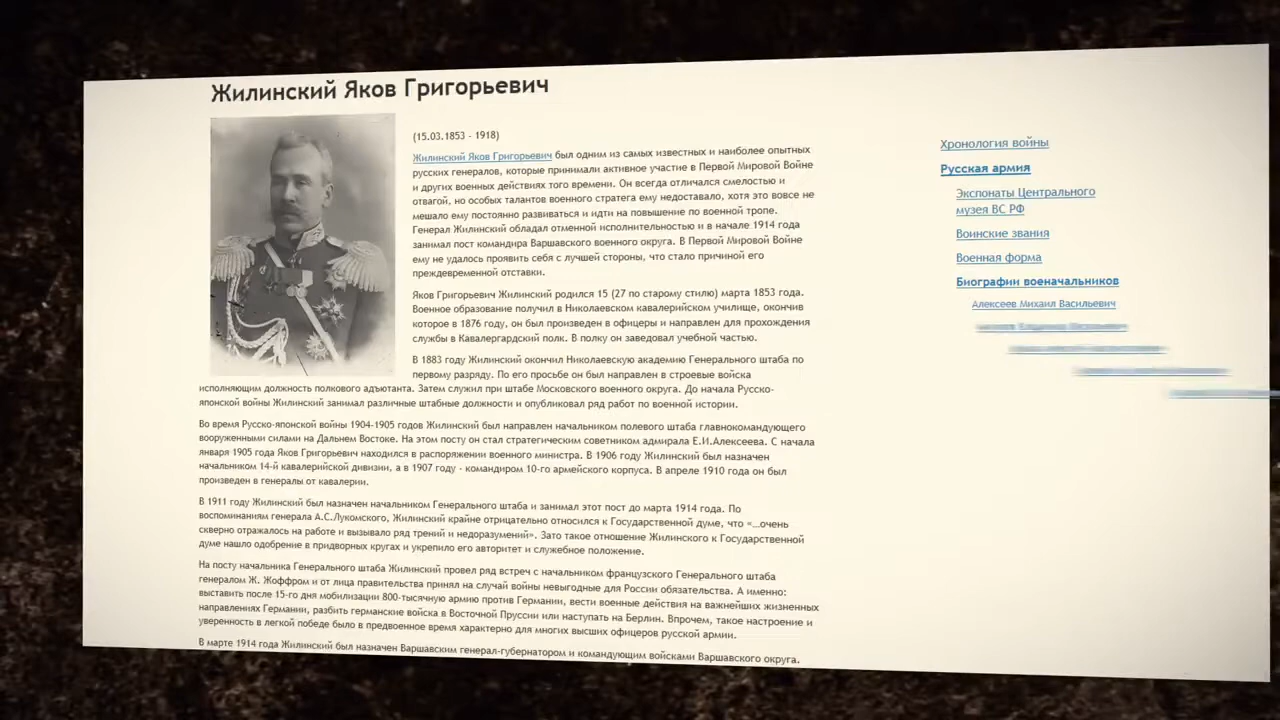 Жилинский Яков Григорьевич
(15.03.1853 - 1918)
Жилинский Яков Григорьевич был одним из самых известных и наиболее опытных
русских генералов, которые принимали активное участие в Первой Мировой Войне
и других военных действиях того времени. Он всегда отличался смелостью и
отвагой, но особых талантов военного стратега ему недоставало, хотя это вовсе не
мешало ему постоянно развиваться и идти на повышение по военной тропе.
Генерал Жилинский обладал отменной исполнительностью и в начале 1914 года
занимал пост командира Варшавского военного округа. В Первой Мировой Войне
ему не удалось проявить себя с лучшей стороны, что стало причиной его
преждевременной отставки.
Яков Григорьевич Жилинский родился 15 (27 по старому стилю) марта 1853 года.
Военное образование получил в Николаевском кавалерийском училище, окончив
которое в 1876 году, он был произведен в офицеры и направлен для прохождения
службы в Кавалергардский полк. В полку он заведовал учебной частью.
В 1883 году Жилинский окончил Николаевскую академию Генерального штаба по
первому разряду. По его просьбе он был направлен в строевые войска
исполняющим должность полкового адъютанта. Затем служил при штабе Московского военного округа. До начала Русско-
японской войны Жилинский занимал различные штабные должности и опубликовал ряд работ по военной истории.
Во время Русско-японской войны 1904-1905 годов Жилинский был направлен начальником полевого штаба главнокомандующего
вооруженными силами на Дальнем Востоке. На этом посту он стал стратегическим советником адмирала Е.И.Алексеева. С начала
января 1905 года Яков Григорьевич находился в распоряжении военного министра. В 1906 году Жилинский был назначен
начальником 14-й кавалерийской дивизии, а в 1907 году - командиром 10-го армейского корпуса. В апреле 1910 года он был
произведен в генералы от кавалерии.
В 1911 году Жилинский был назначен начальником Генерального штаба и занимал этот пост до марта 1914 года. По
воспоминаниям генерала А.С.Лукомского, Жилинский крайне отрицательно относился к Государственной думе, что «...очень
скверно отражалось на работе и вызывало ряд трений и недоразумений». Зато такое отношение Жилинского к Государственной
думе нашло одобрение в придворных кругах и укрепило его авторитет и служебное положение.
На посту начальника Генерального штаба Жилинский провел ряд встреч с начальником французского Генерального штаба
генералом Ж. Жоффром и от лица правительства принял на случай войны невыгодные для России обязательства. А именно:
выставить после 15-го дня мобилизации 800-тысячную армию против Германии, вести военные действия на важнейших жизненных
направлениях Германии, разбить германские войска в Восточной Пруссии или наступать на Берлин. Впрочем, такое настроение и
уверенность в легкой победе было в предвоенное время характерно для многих высших офицеров русской армии.
В марте 1914 года Жилинский был назначен Варшавским генерал-губернатором и командующим войсками Варшавского округа.
Хронология войны
Русская армия
Экспонаты Центрального
музея ВС РФ
Воинские звания
Военная форма
Биографии военачальников
Алексеев Михаил Васильевич